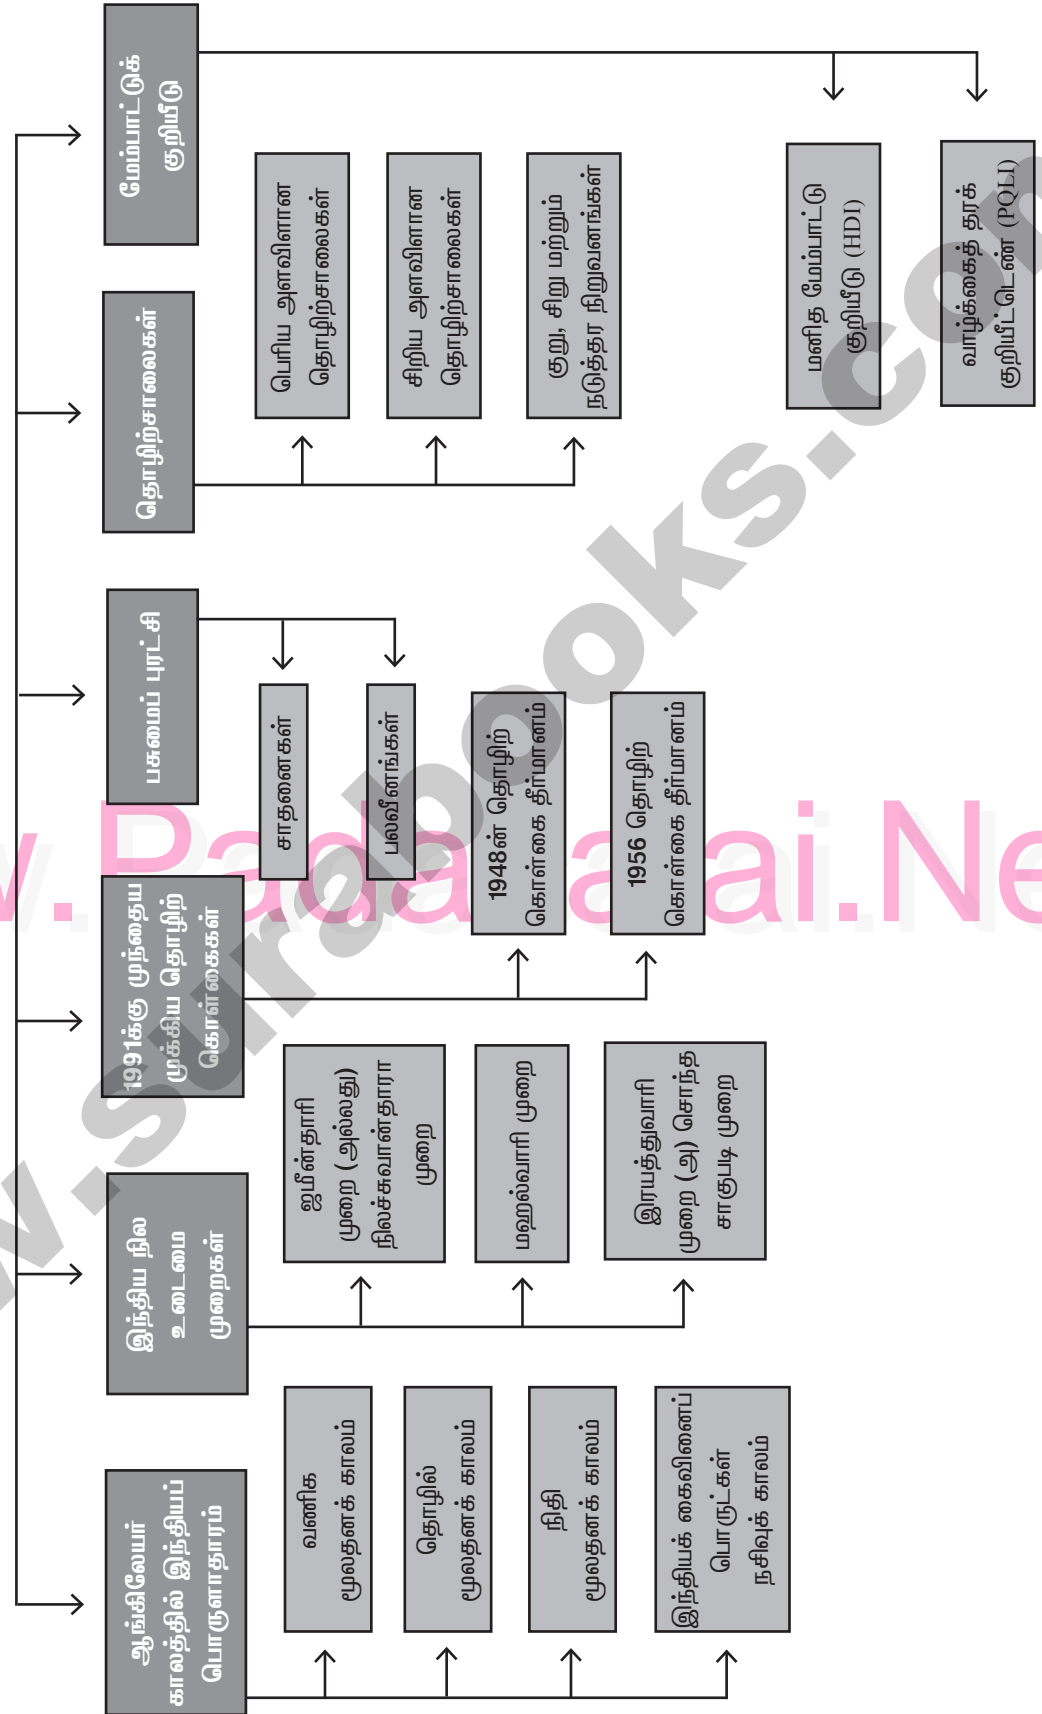 ஆங்கிலேயர்
காலத்தில் இந்தியப்
பொருளாதாரம்
வணிக
மூலதனக் காலம்
தொழில்
மூலதனக் காலம்
நிதி
மூலதனக் காலம்
இந்தியக் கைவினைப்
பொருட்கள்
நசிவுக் காலம்
இந்திய நில
உடைமை
முறைகள்
ஜமீன்தாரி
முறை (அல்லது)
நிலச்சுவான்தாரா
முறை
மஹல்வாரி முறை
இரயத்துவாரி
முறை (அ) சொந்த
சாகுபடி முறை
1991க்கு முந்தைய
முக்கிய தொழிற்
கொள்கைகள்
1948ன் தொழிற்
கொள்கை தீர்மானம்
1956 தொழிற்
கொள்கை தீர்மானம்
பசுமைப் புரட்சி
சாதனைகள்
பலவீனங்கள்
தொழிற்சாலைகள்
பெரிய அளவிளான
தொழிற்சாலைகள்
சிறிய அளவிளான
தொழிற்சாலைகள்
குறு, சிறு மற்றும்
நடுத்தர நிறுவனங்கள்
மேம்பாட்டுக்
குறியீடு
மனித மேம்பாட்டு
குறியீடு (HDI)
வாழ்க்கைத் தரக்
குறியீட்டெண் (PQLI)
w.surabooks.com
w.Padasalai.Ne